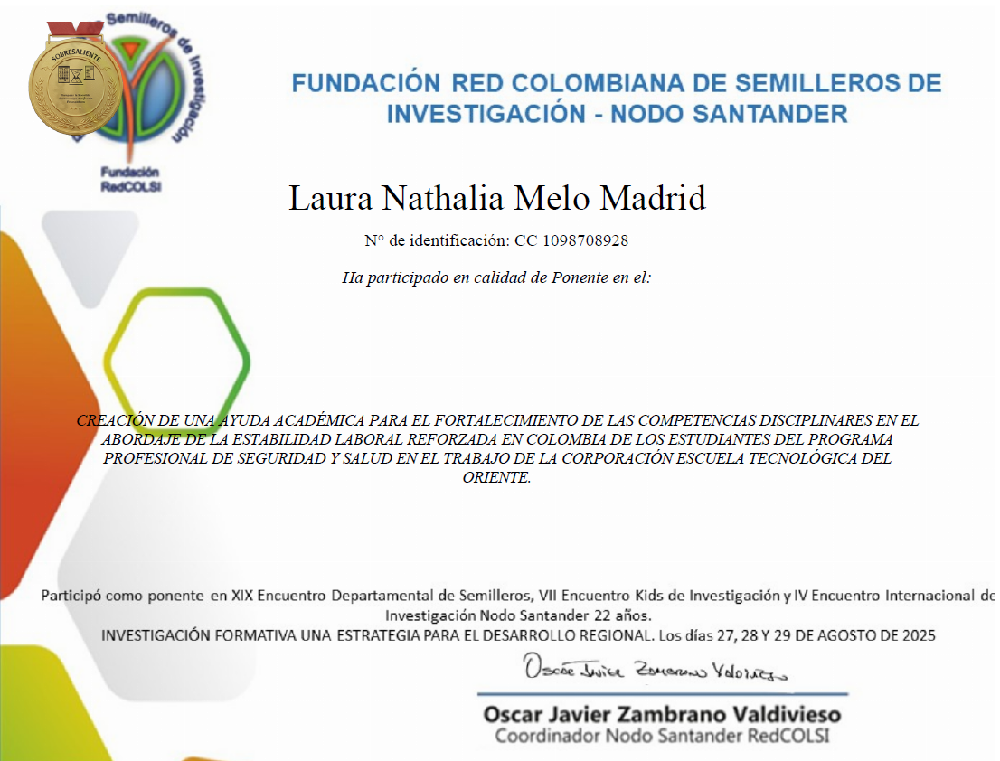 Semilleros de Investigación
SOBRESALIENTE
Fundación
RedCOLSI
FUNDACIÓN RED COLOMBIANA DE SEMILLEROS DE
INVESTIGACIÓN - NODO SANTANDER
Laura Nathalia Melo Madrid
N° de identificación: CC 1098708928
Ha participado en calidad de Ponente en el:
CREACIÓN DE UNA AYUDA ACADÉMICA PARA EL FORTALECIMIENTO DE LAS COMPETENCIAS DISCIPLINARES EN EL
ABORDAJE DE LA ESTABILIDAD LABORAL REFORZADA EN COLOMBIA DE LOS ESTUDIANTES DEL PROGRAMA
PROFESIONAL DE SEGURIDAD Y SALUD EN EL TRABAJO DE LA CORPORACIÓN ESCUELA TECNOLÓGICA DEL
ORIENTE.
Participó como ponente en XIX Encuentro Departamental de Semilleros, VII Encuentro Kids de Investigación y IV Encuentro Internacional de
Investigación Nodo Santander 22 años.
INVESTIGACIÓN FORMATIVA UNA ESTRATEGIA PARA EL DESARROLLO REGIONAL. Los días 27, 28 Y 29 DE AGOSTO DE 2025
Oscar Javier Zambrano Valdivieso
Oscar Javier Zambrano Valdivieso
Coordinador Nodo Santander RedCOLSI